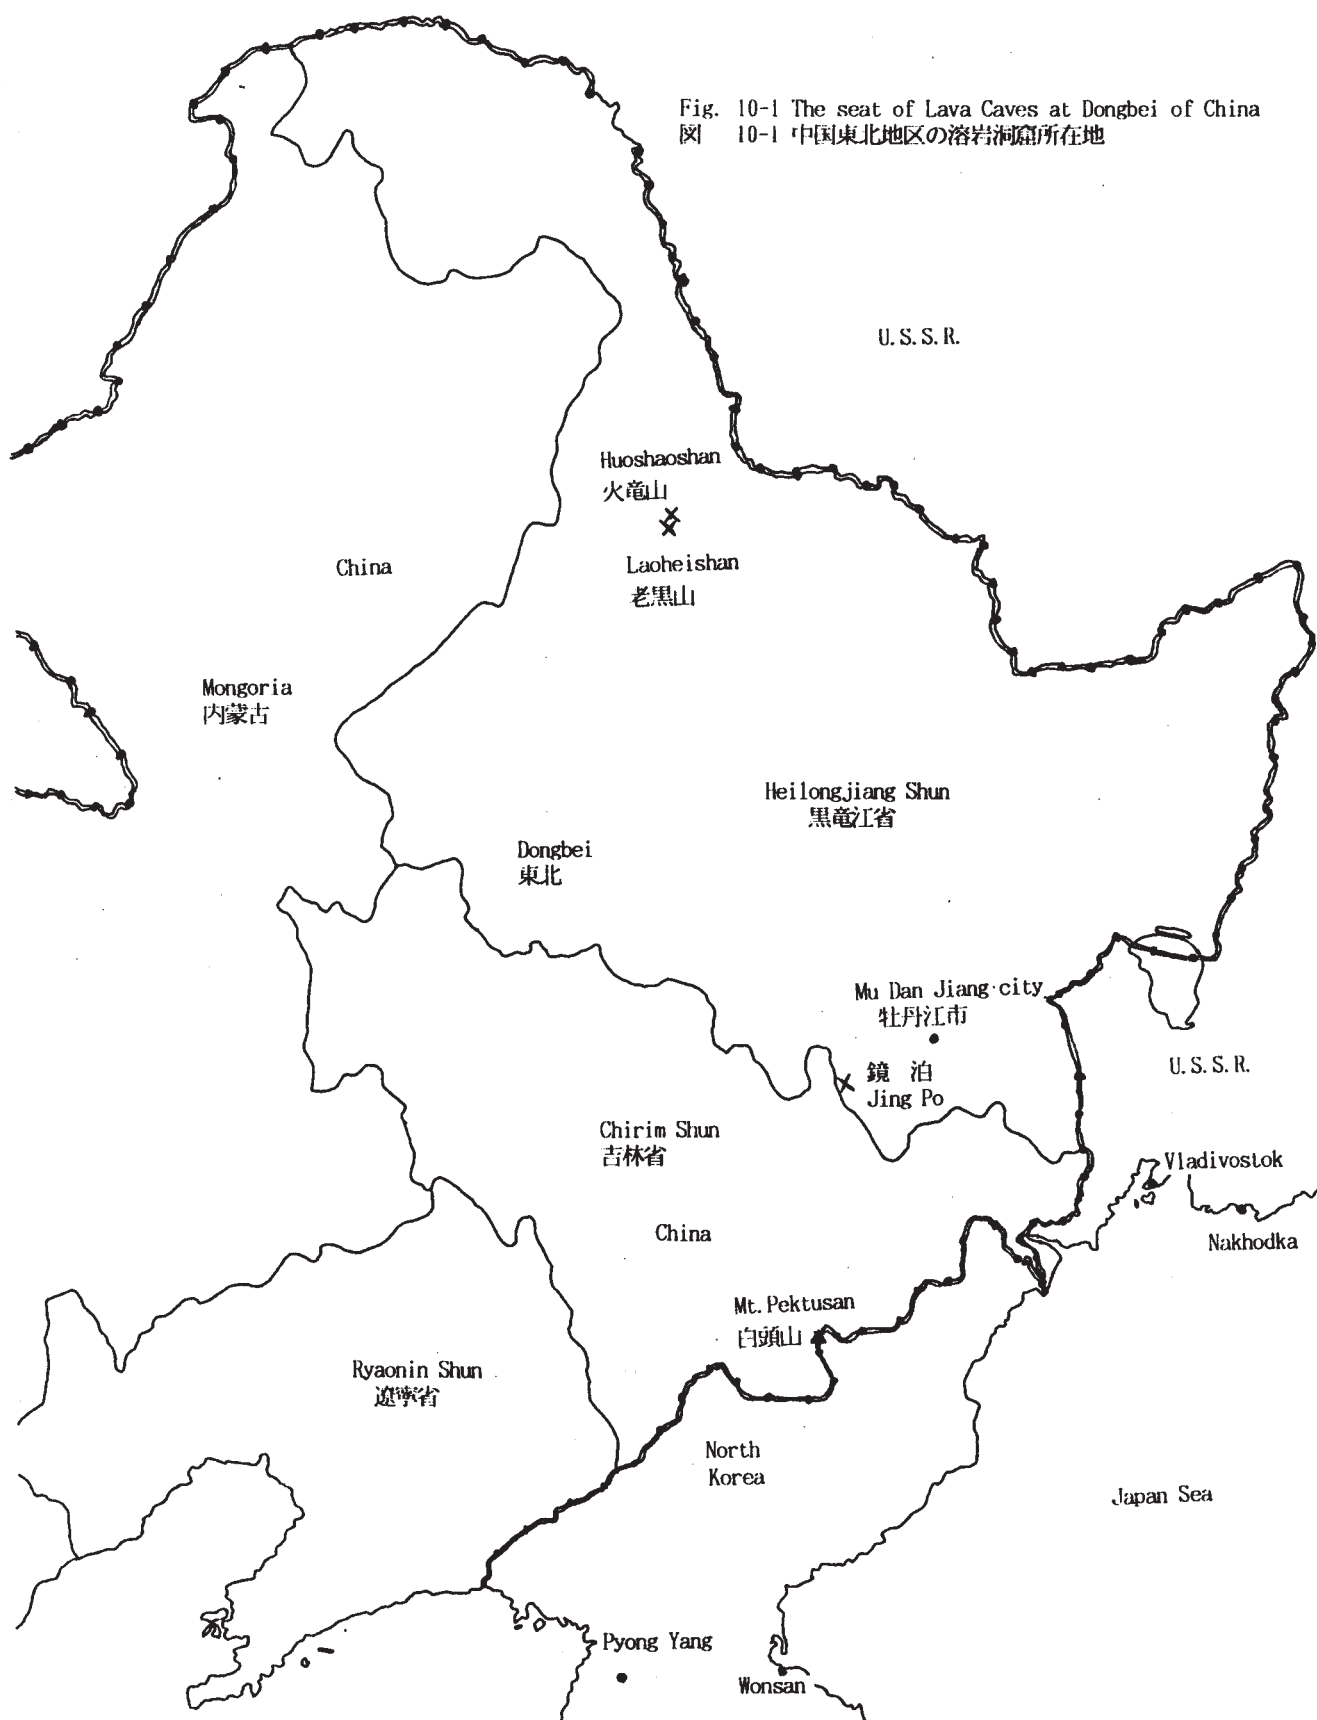 Fig. 10-1 The seat of Lava Caves at Dongbei of China
図 10-1 中国東北地区の溶岩洞窟所在地
U.S.S.R.
Huoshaoshan
火竜山
Laoheishan
老黒山
China
Mongoria
内蒙古
Heilongjiang Shun
黒竜江省
Dongbei
東北
Mu Dan Jiang city
牡丹江市
鏡 泊
Jing Po
U.S.S.R.
Chirim Shun
吉林省
Vladivostok
China
Nakhodka
Mt.Pektusan
白頭山
Ryaonin Shun
遼寧省
North
Korea
Japan Sea
Pyong Yang
Wonsan